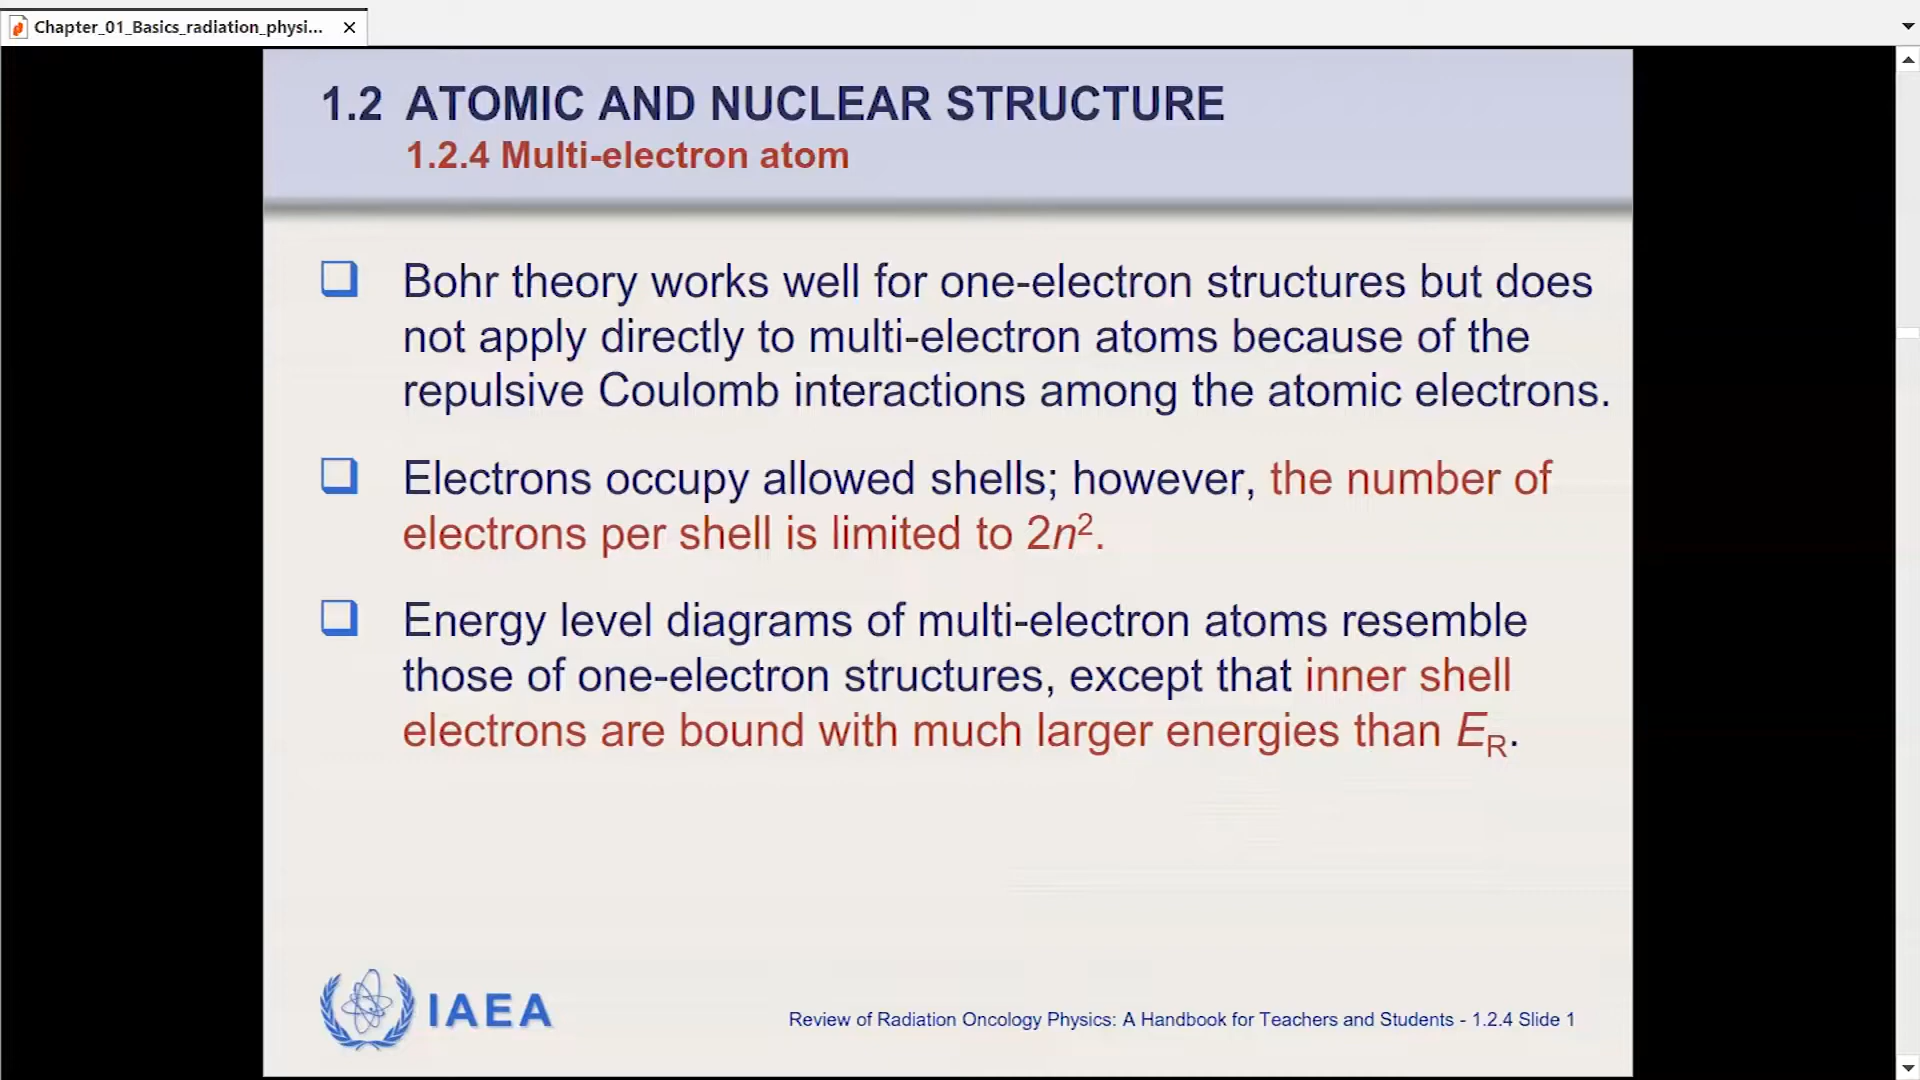 Chapter_01_Basics_radiation_physi...
1.2 ATOMIC AND NUCLEAR STRUCTURE
1.2.4 Multi-electron atom
Bohr theory works well for one-electron structures but does
not apply directly to multi-electron atoms because of the
repulsive Coulomb interactions among the atomic electrons.
Electrons occupy allowed shells; however, the number of
electrons per shell is limited to 2n².
Energy level diagrams of multi-electron atoms resemble
those of one-electron structures, except that inner shell
electrons are bound with much larger energies than E_R.
IAEA
Review of Radiation Oncology Physics: A Handbook for Teachers and Students - 1.2.4 Slide 1